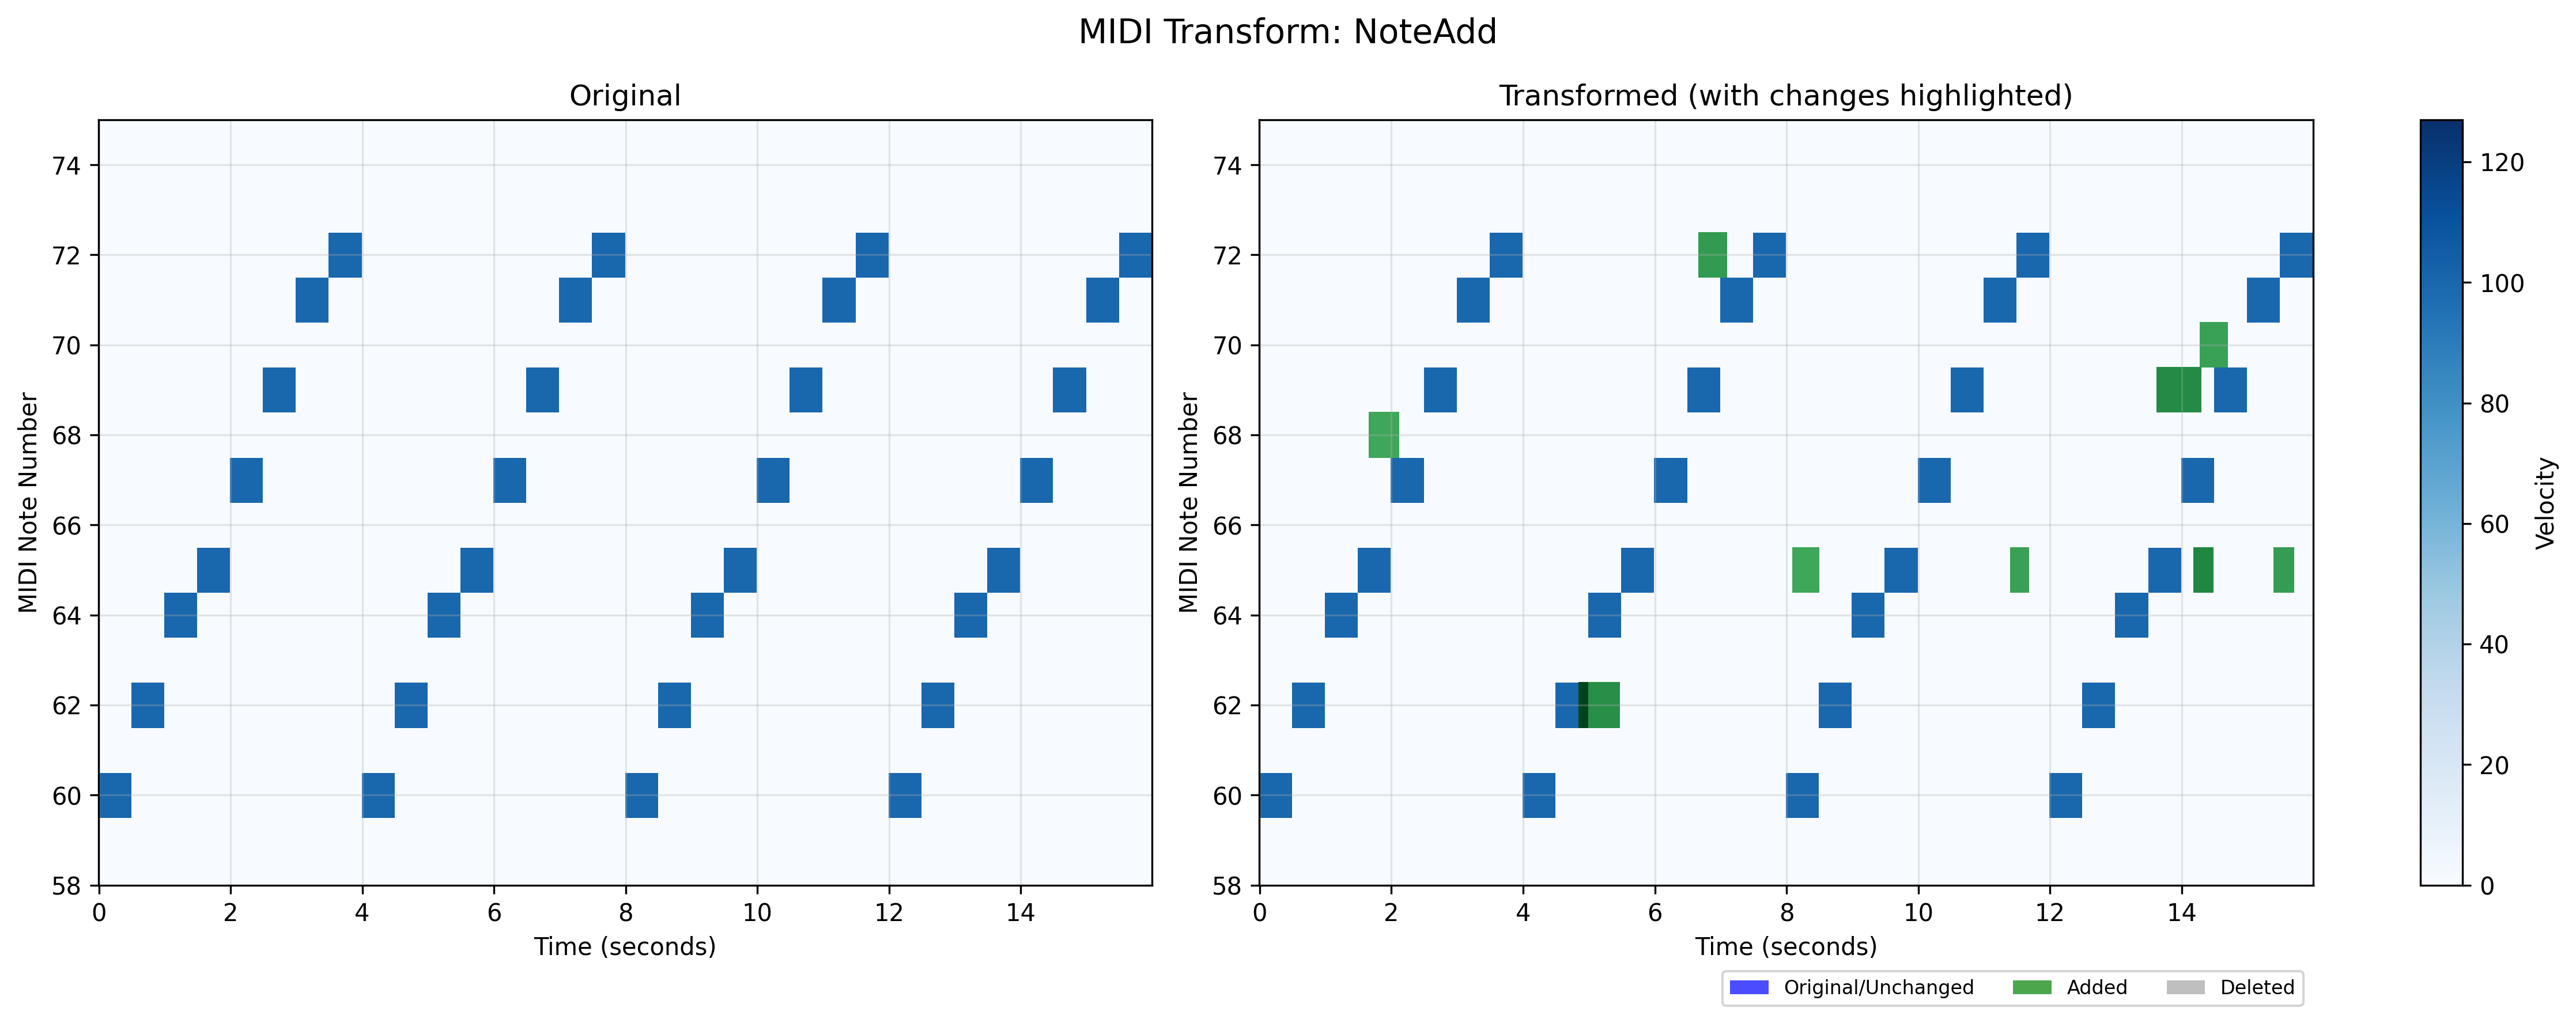 MIDI Transform: NoteAdd
Original
MIDI Note Number
74
72
70
68
66
64
62
60
58
0 2 4 6 8 10 12 14
Time (seconds)
Transformed (with changes highlighted)
MIDI Note Number
74
72
70
68
66
64
62
60
58
0 2 4 6 8 10 12 14
Time (seconds)
120
100
80
60
40
20
0
Velocity
Original/Unchanged Added Deleted